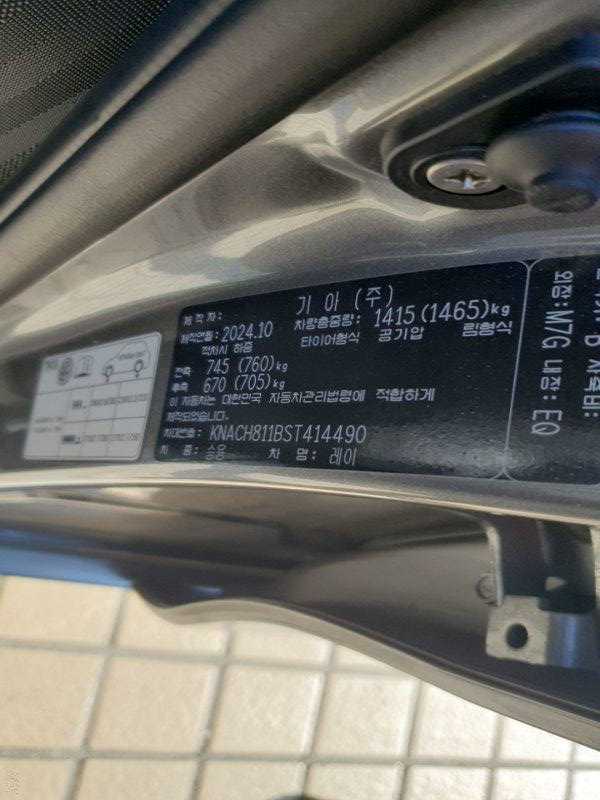 제작자: 기아(주)
제작연월: 2024.10 차량총중량: 1415(1465)kg
적차시 하중 타이어형식 공기압 림형식
전축 745 (760)kg
후축 670 (705)kg
이 자동차는 대한민국 자동차관리법령에 적합하게
제작되었습니다.
차대번호: KNACH811BST414490
차 종: 승용 차 명: 레이
외장:M7G 내장:EQ